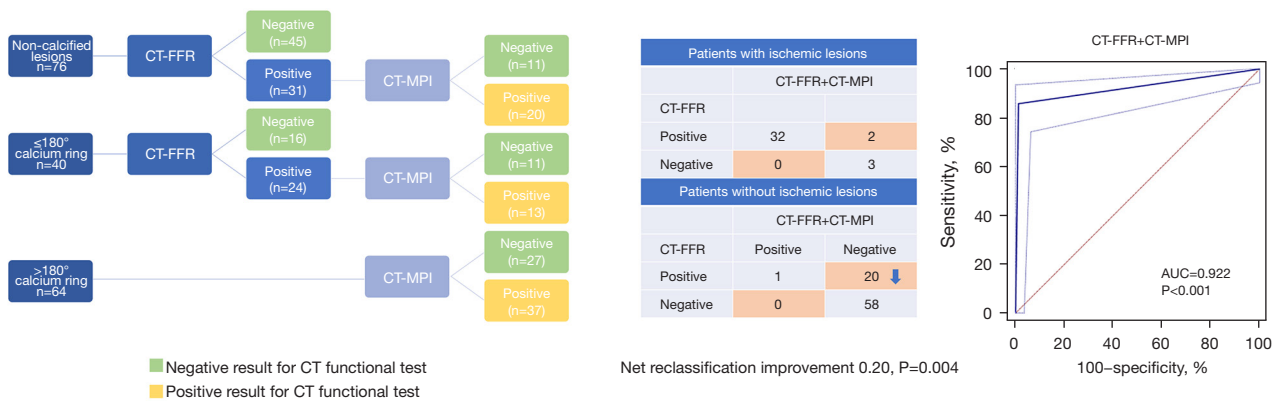 Non-calcified
lesions
n=76
CT-FFR
Negative
(n=45)
Positive
(n=31)
CT-MPI
Negative
(n=11)
Positive
(n=20)
≤180°
calcium ring
n=40
CT-FFR
Negative
(n=16)
Positive
(n=24)
CT-MPI
Negative
(n=11)
Positive
(n=13)
>180°
calcium ring
n=64
CT-MPI
Negative
(n=27)
Positive
(n=37)
Negative result for CT functional test
Positive result for CT functional test
Patients with ischemic lesions
CT-FFR+CT-MPI
CT-FFR
Positive 32 2
Negative 0 3
Patients without ischemic lesions
CT-FFR+CT-MPI
CT-FFR Positive Negative
Positive 1 20
Negative 0 58
Net reclassification improvement 0.20, P=0.004
CT-FFR+CT-MPI
Sensitivity, %
100
80
60
40
20
0
AUC=0.922
P<0.001
0 20 40 60 80 100
100–specificity, %